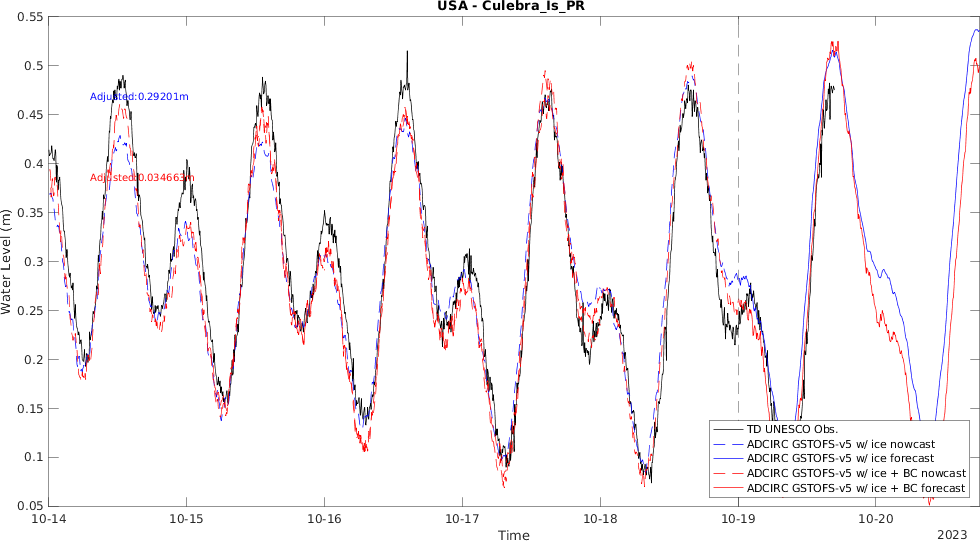 USA - Culebra_Is_PR
0.55
0.5
0.45
0.4
0.35
0.3
0.25
0.2
0.15
0.1
0.05
Water Level (m)
Adjusted:0.29201m
Adjusted:0.034663m
TD UNESCO Obs.
ADCIRC GSTOFS-v5 w/ ice nowcast
ADCIRC GSTOFS-v5 w/ ice forecast
ADCIRC GSTOFS-v5 w/ ice + BC nowcast
ADCIRC GSTOFS-v5 w/ ice + BC forecast
10-14 10-15 10-16 10-17 10-18 10-19 10-20
Time
2023